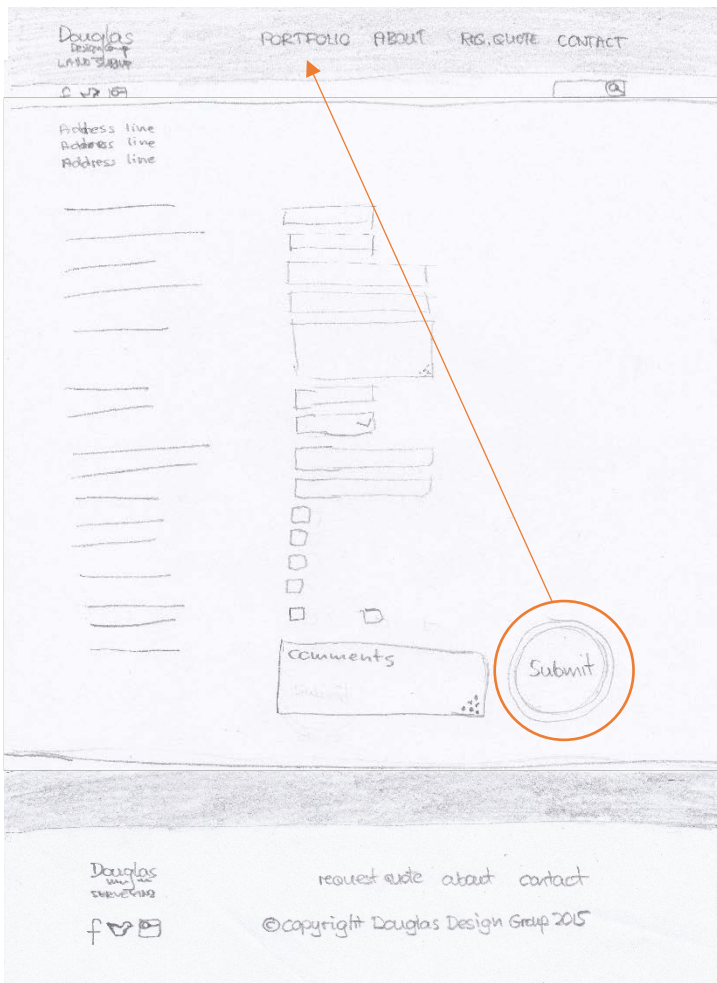 Douglas
Design Group
LAND SURVEY
PORTFOLIO ABOUT REQ. QUOTE CONTACT
Address line
Address line
Address line
Comments
Submit
Douglas
SURVEYING
request quote about contact
f
© copyright Douglas Design Group 2015